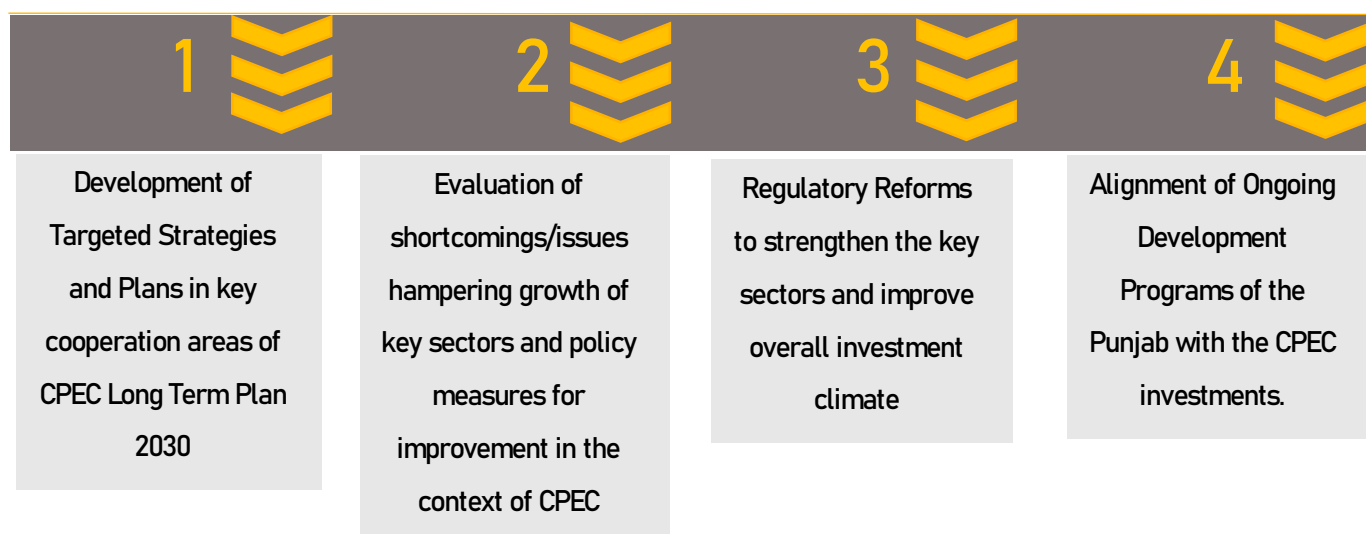 1
Development of
Targeted Strategies
and Plans in key
cooperation areas of
CPEC Long Term Plan
2030
2
Evaluation of
shortcomings/issues
hampering growth of
key sectors and policy
measures for
improvement in the
context of CPEC
3
Regulatory Reforms
to strengthen the key
sectors and improve
overall investment
climate
4
Alignment of Ongoing
Development
Programs of the
Punjab with the CPEC
investments.